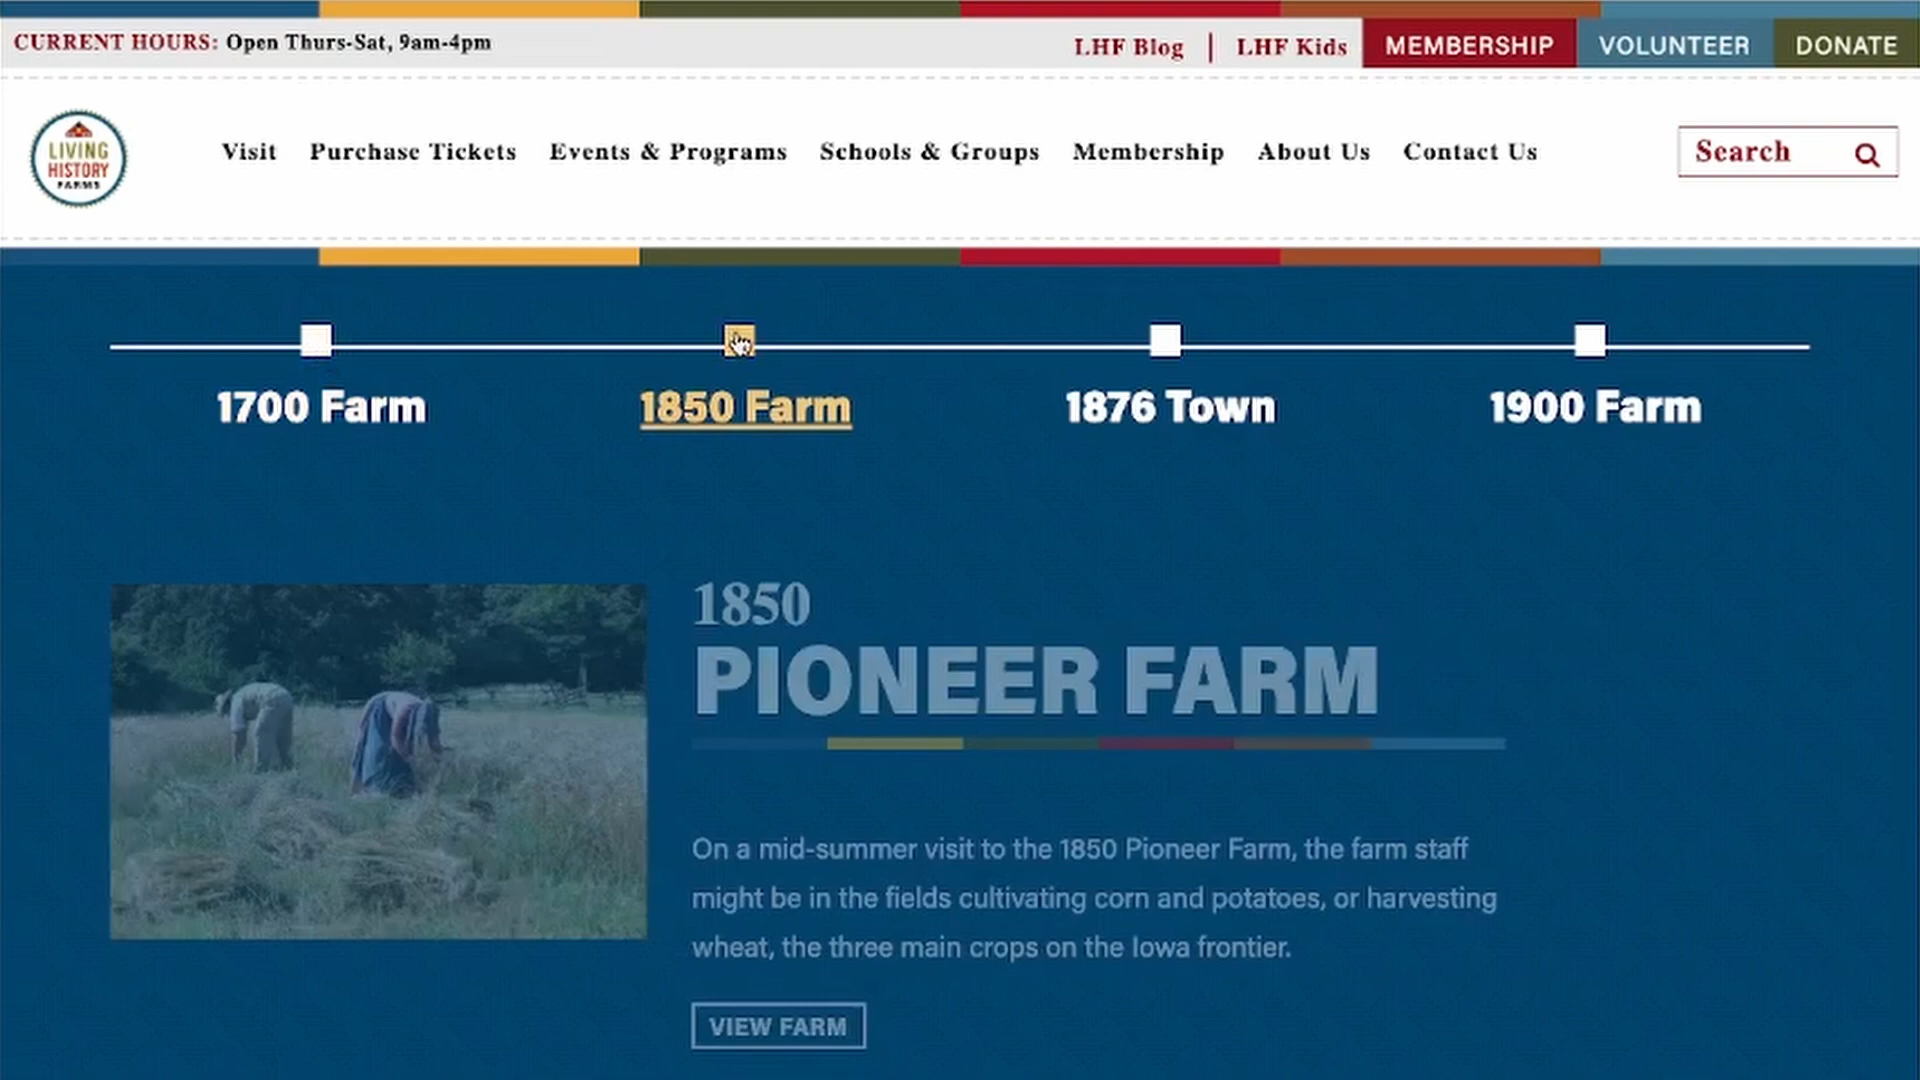 CURRENT HOURS: Open Thurs-Sat, 9am-4pm
LHF Blog | LHF Kids
MEMBERSHIP
VOLUNTEER
DONATE
LIVING
HISTORY
FARMS
Visit
Purchase Tickets
Events & Programs
Schools & Groups
Membership
About Us
Contact Us
Search
1700 Farm
1850 Farm
1876 Town
1900 Farm
1850
PIONEER FARM
On a mid-summer visit to the 1850 Pioneer Farm, the farm staff
might be in the fields cultivating corn and potatoes, or harvesting
wheat, the three main crops on the Iowa frontier.
VIEW FARM